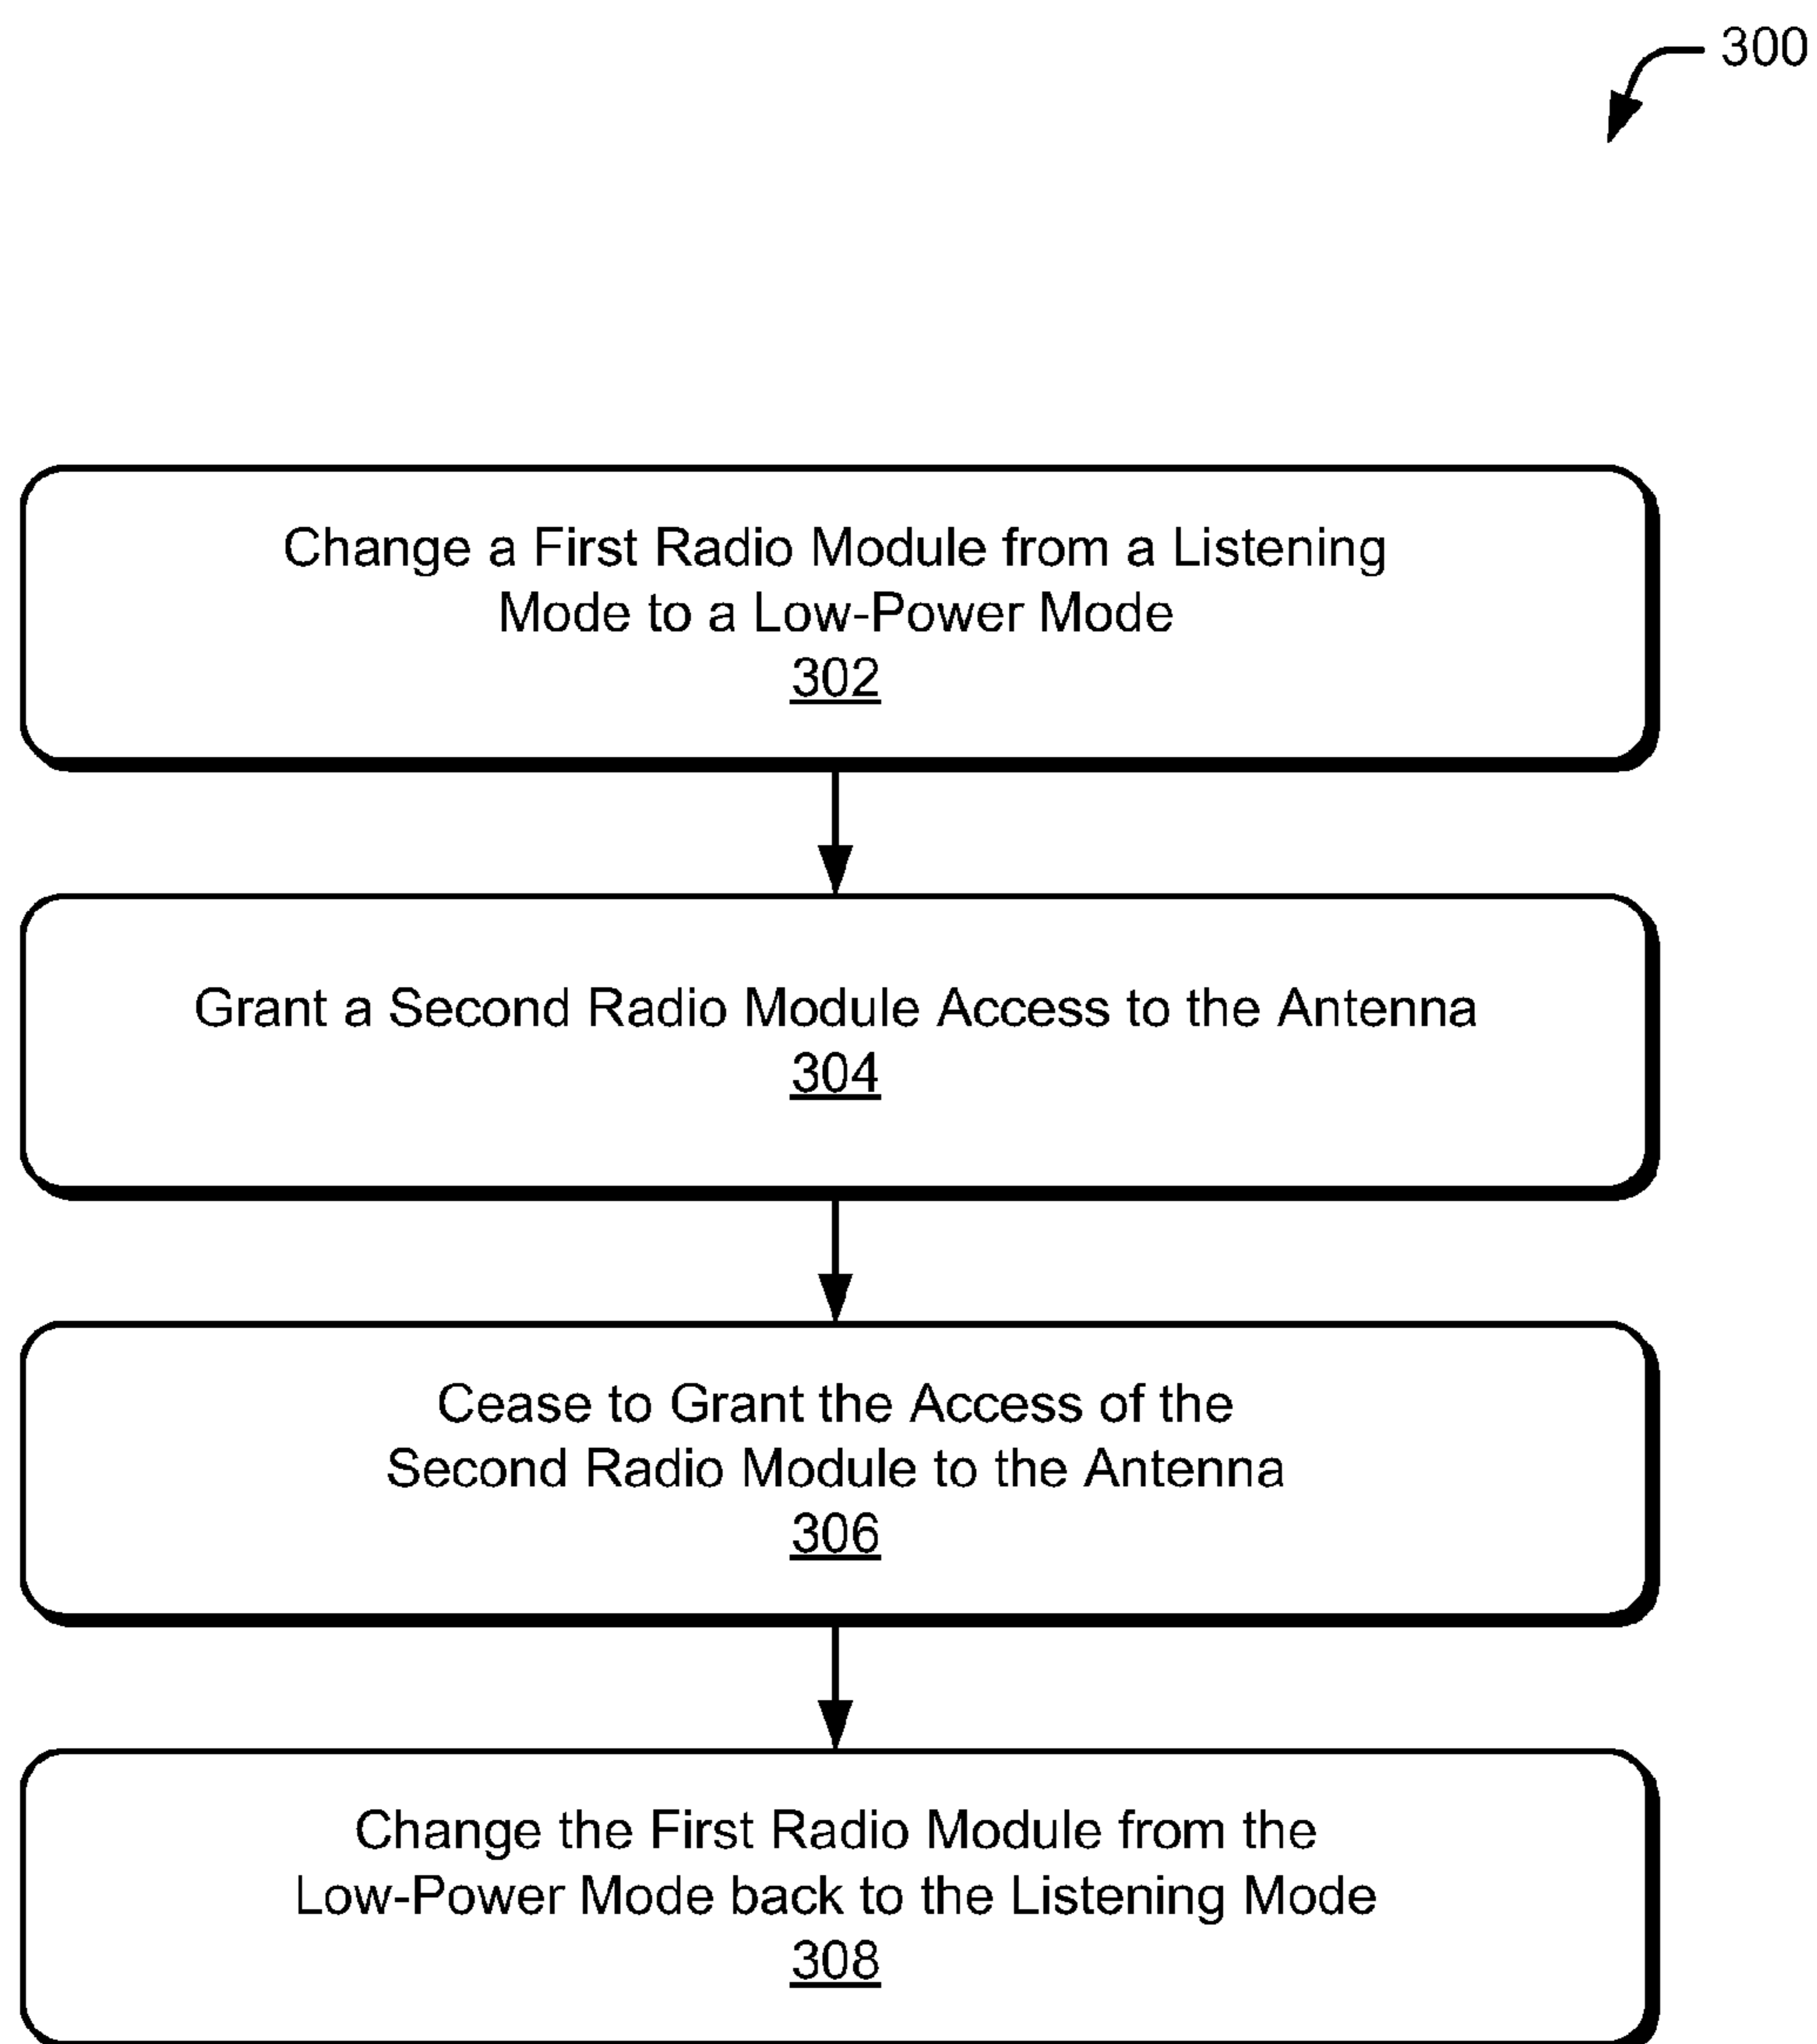 300
Change a First Radio Module from a Listening
Mode to a Low-Power Mode
302
Grant a Second Radio Module Access to the Antenna
304
Cease to Grant the Access of the
Second Radio Module to the Antenna
306
Change the First Radio Module from the
Low-Power Mode back to the Listening Mode
308